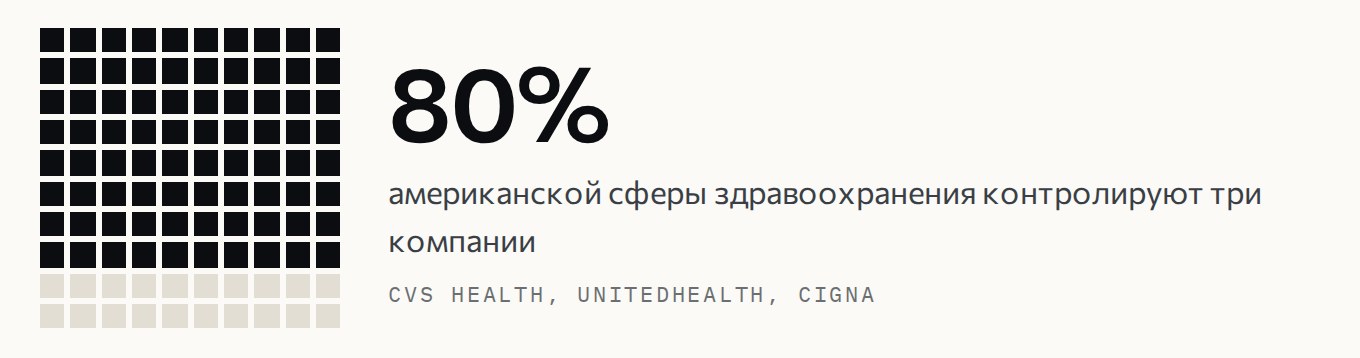 80%
американской сферы здравоохранения контролируют три
компании
CVS HEALTH, UNITEDHEALTH, CIGNA